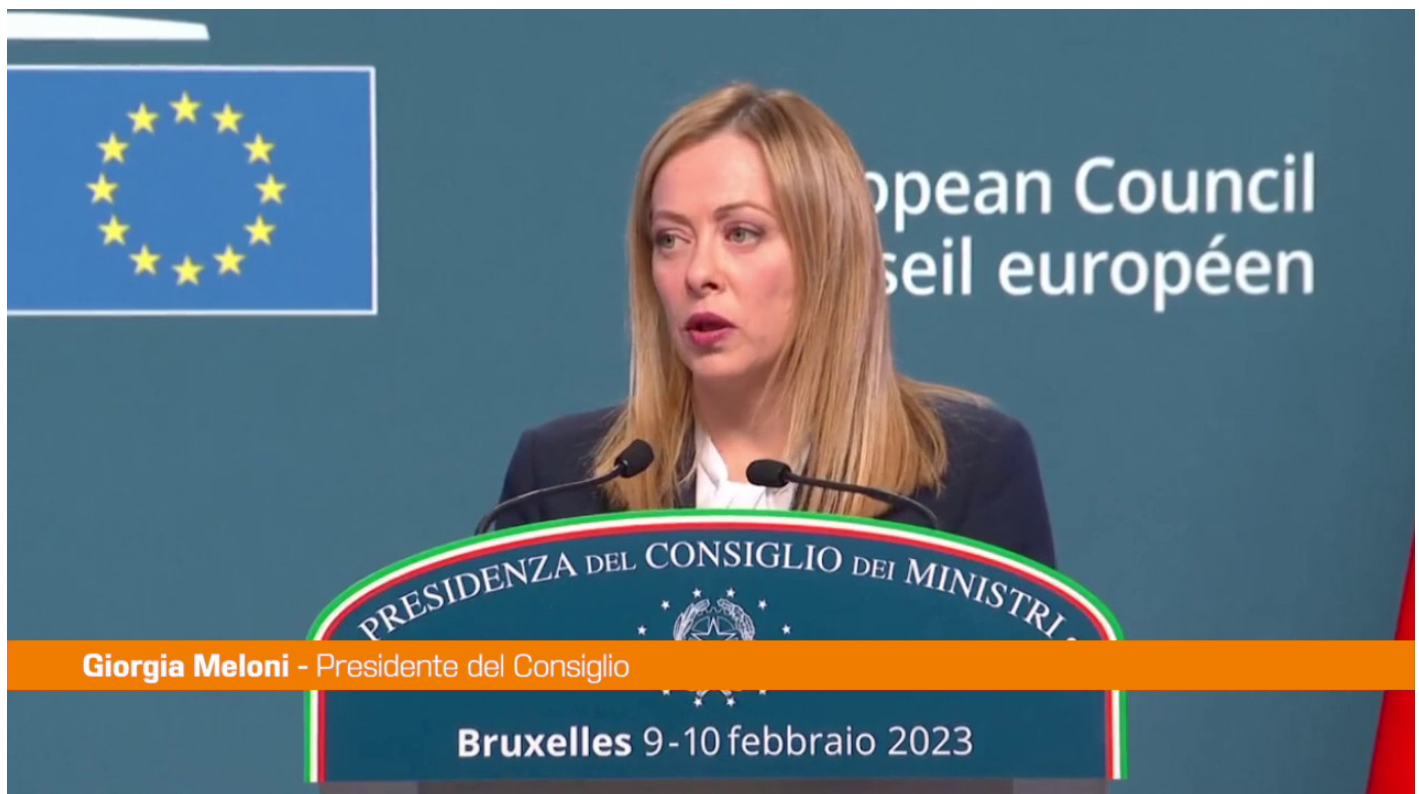 opean Council
seil européen
PRESIDENZA DEL CONSIGLIO DEI MINISTRI
Giorgia Meloni - Presidente del Consiglio
Bruxelles 9-10 febbraio 2023